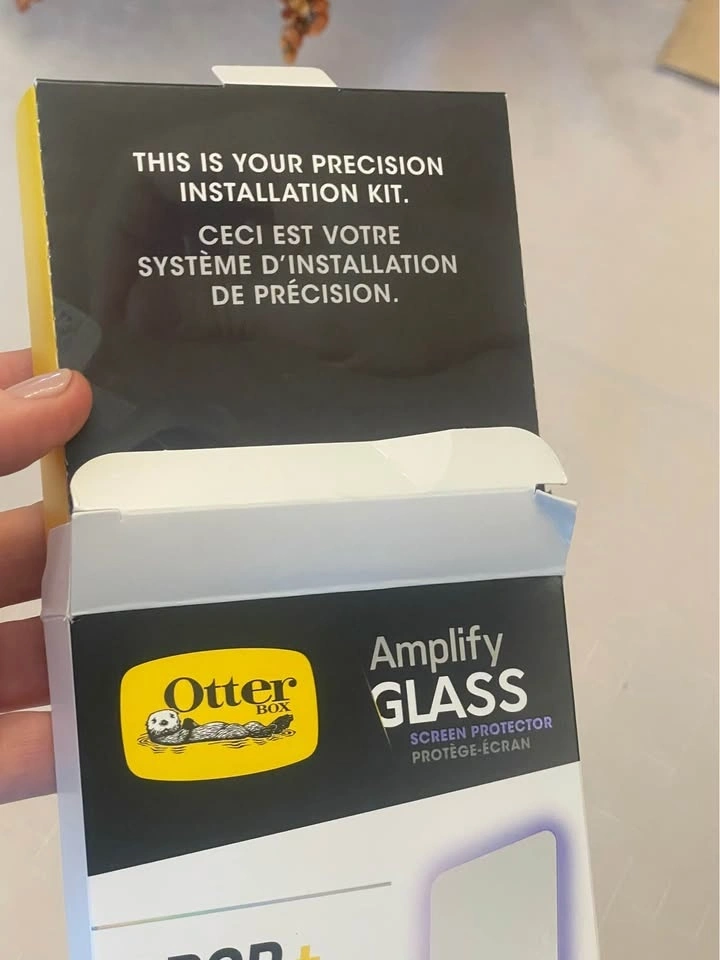 THIS IS YOUR PRECISION
INSTALLATION KIT.
CECI EST VOTRE
SYSTÈME D'INSTALLATION
DE PRÉCISION.
Otter
BOX
Amplify
GLASS
SCREEN PROTECTOR
PROTÈGE-ÉCRAN